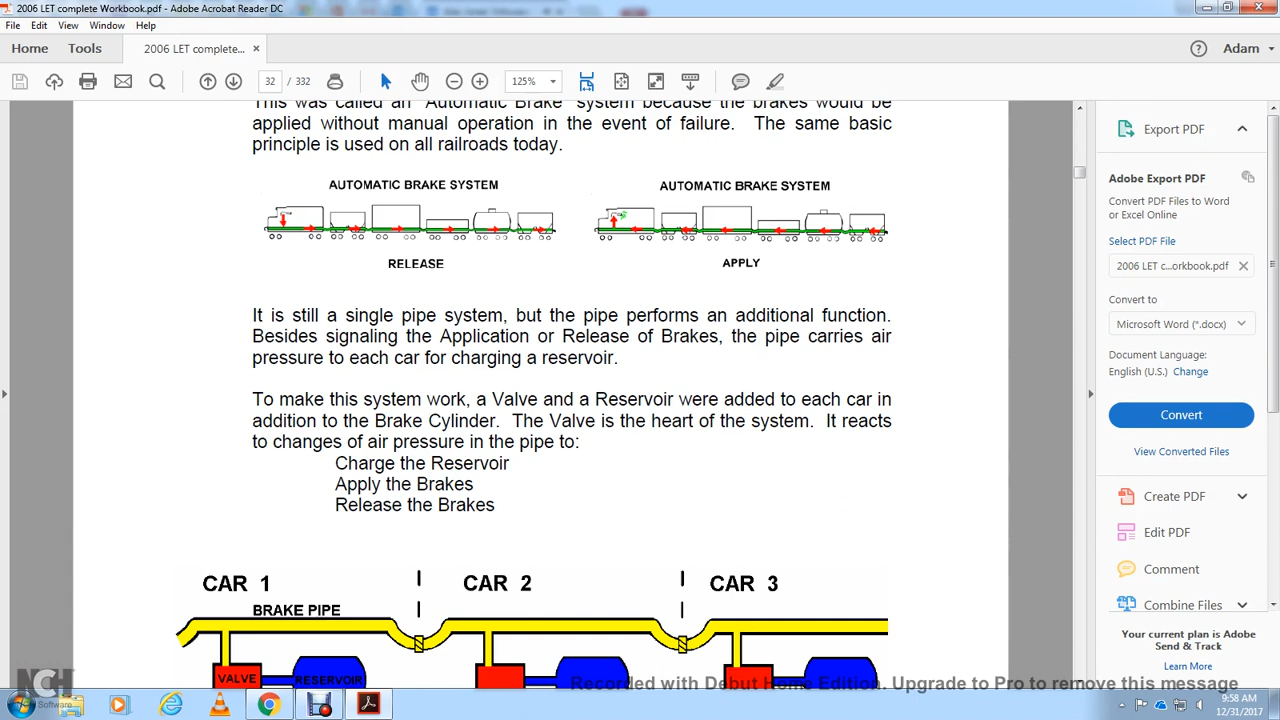 2006 LET complete Workbook.pdf - Adobe Acrobat Reader DC
File Edit View Window Help
Home Tools 2006 LET complete... × Adam
32 / 332 125%
This was called an "Automatic Brake" system because the brakes would be
applied without manual operation in the event of failure. The same basic
principle is used on all railroads today.
AUTOMATIC BRAKE SYSTEM AUTOMATIC BRAKE SYSTEM
RELEASE APPLY
It is still a single pipe system, but the pipe performs an additional function.
Besides signaling the Application or Release of Brakes, the pipe carries air
pressure to each car for charging a reservoir.
To make this system work, a Valve and a Reservoir were added to each car in
addition to the Brake Cylinder. The Valve is the heart of the system. It reacts
to changes of air pressure in the pipe to:
Charge the Reservoir
Apply the Brakes
Release the Brakes
CAR 1 CAR 2 CAR 3
BRAKE PIPE
VALVE RESERVOIR
Export PDF
Adobe Export PDF
Convert PDF Files to Word
or Excel Online
Select PDF File
2006 LET c...orkbook.pdf
Convert to
Microsoft Word (*.docx)
Document Language:
English (U.S.) Change
Convert
View Converted Files
Create PDF
Edit PDF
Comment
Combine Files
Your current plan is Adobe
Send & Track
Learn More
NCH
Software
Recorded with Debut Home Edition. Upgrade to Pro to remove this message
9:58 AM
12/31/2017